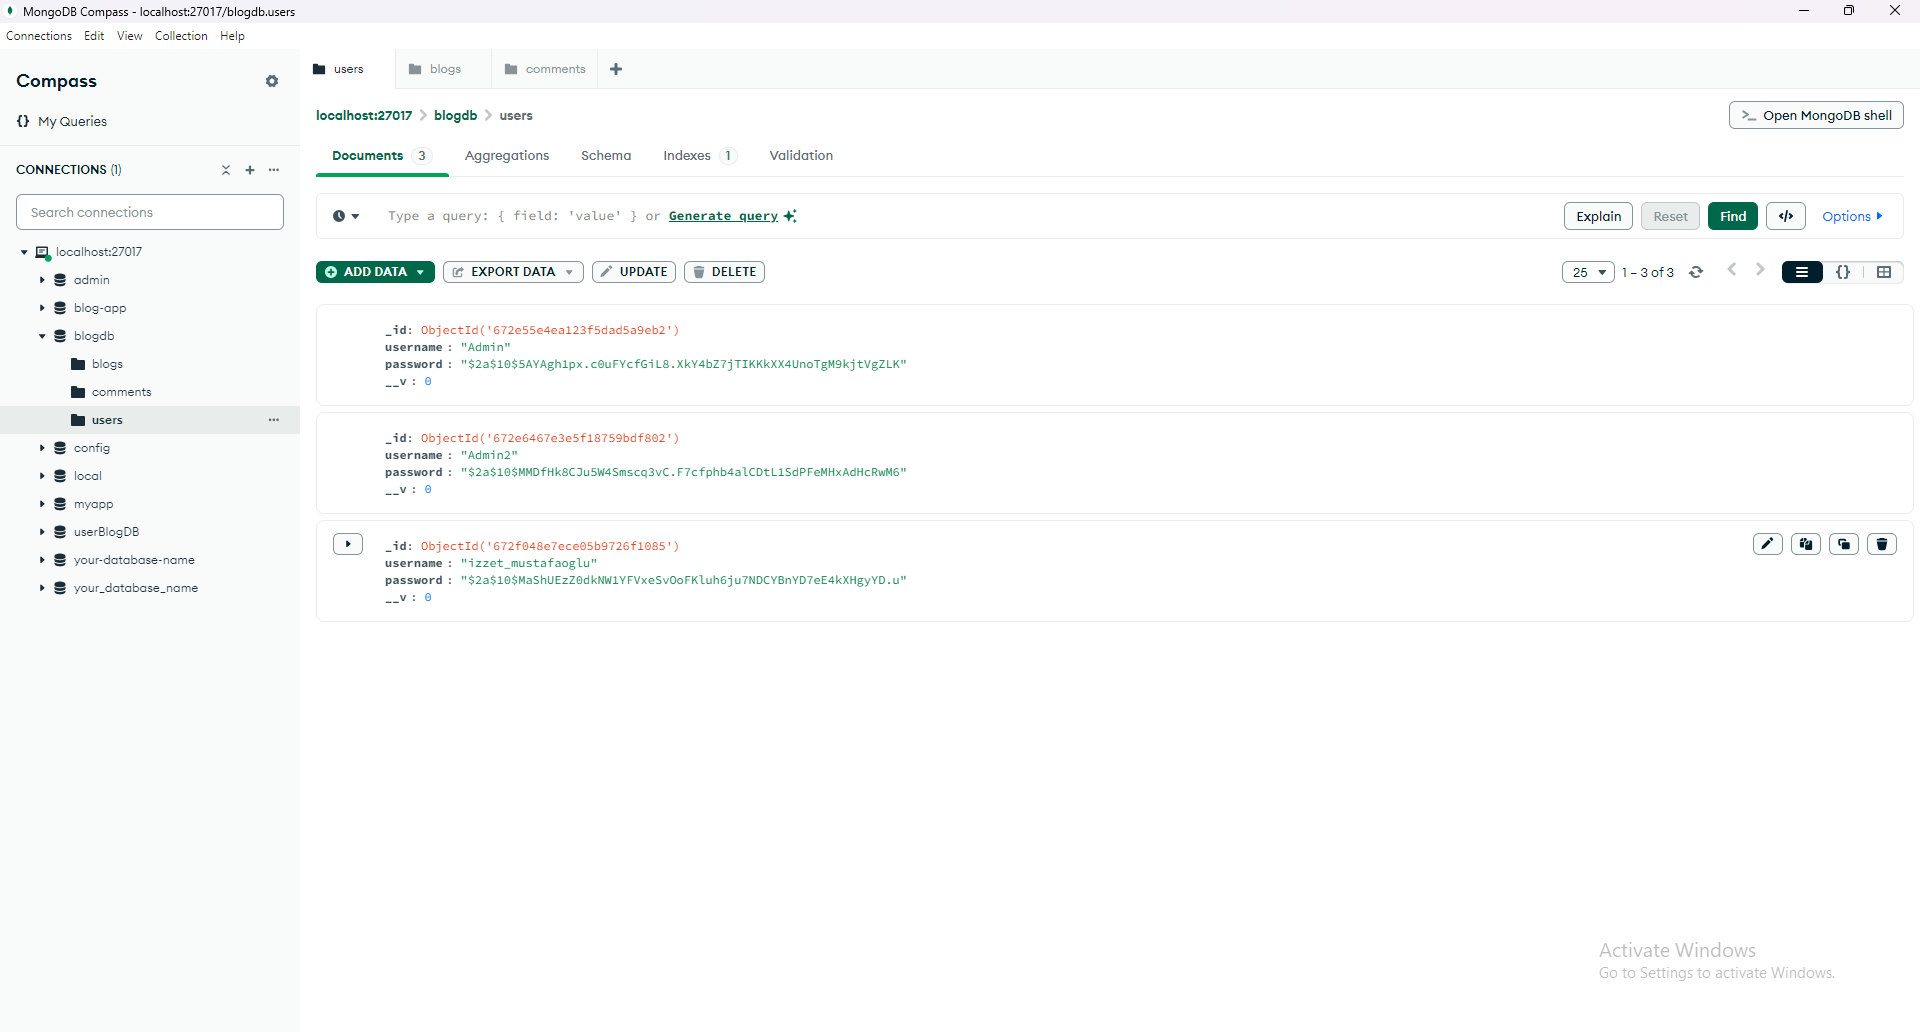 MongoDB Compass - localhost:27017/blogdb.users
Connections Edit View Collection Help
Compass
{} My Queries
CONNECTIONS (1)
Search connections
localhost:27017
admin
blog-app
blogdb
blogs
comments
users
config
local
myapp
userBlogDB
your-database-name
your_database_name
users blogs comments
localhost:27017 > blogdb > users
>_ Open MongoDB shell
Documents 3 Aggregations Schema Indexes 1 Validation
Type a query: { field: 'value' } or Generate query
Explain Reset Find </> Options
ADD DATA EXPORT DATA UPDATE DELETE
25 1 – 3 of 3 {}
_id: ObjectId('672e55e4ea123f5dad5a9eb2')
username : "Admin"
password : "$2a$10$5AYAgh1px.c0uFYcfGiL8.XkY4bZ7jTIKKkXX4UnoTgM9kjtVgZLK"
__v : 0
_id: ObjectId('672e6467e3e5f18759bdf802')
username : "Admin2"
password : "$2a$10$MMDfHk8CJu5W4Smscq3vC.F7cfphb4alCDtL1SdPFeMHxAdHcRwM6"
__v : 0
_id: ObjectId('672f048e7ece05b9726f1085')
username : "izzet_mustafaoglu"
password : "$2a$10$MaShUEzZ0dkNW1YFVxeSvOoFKluh6ju7NDCYBnYD7eE4kXHgyYD.u"
__v : 0
Activate Windows
Go to Settings to activate Windows.